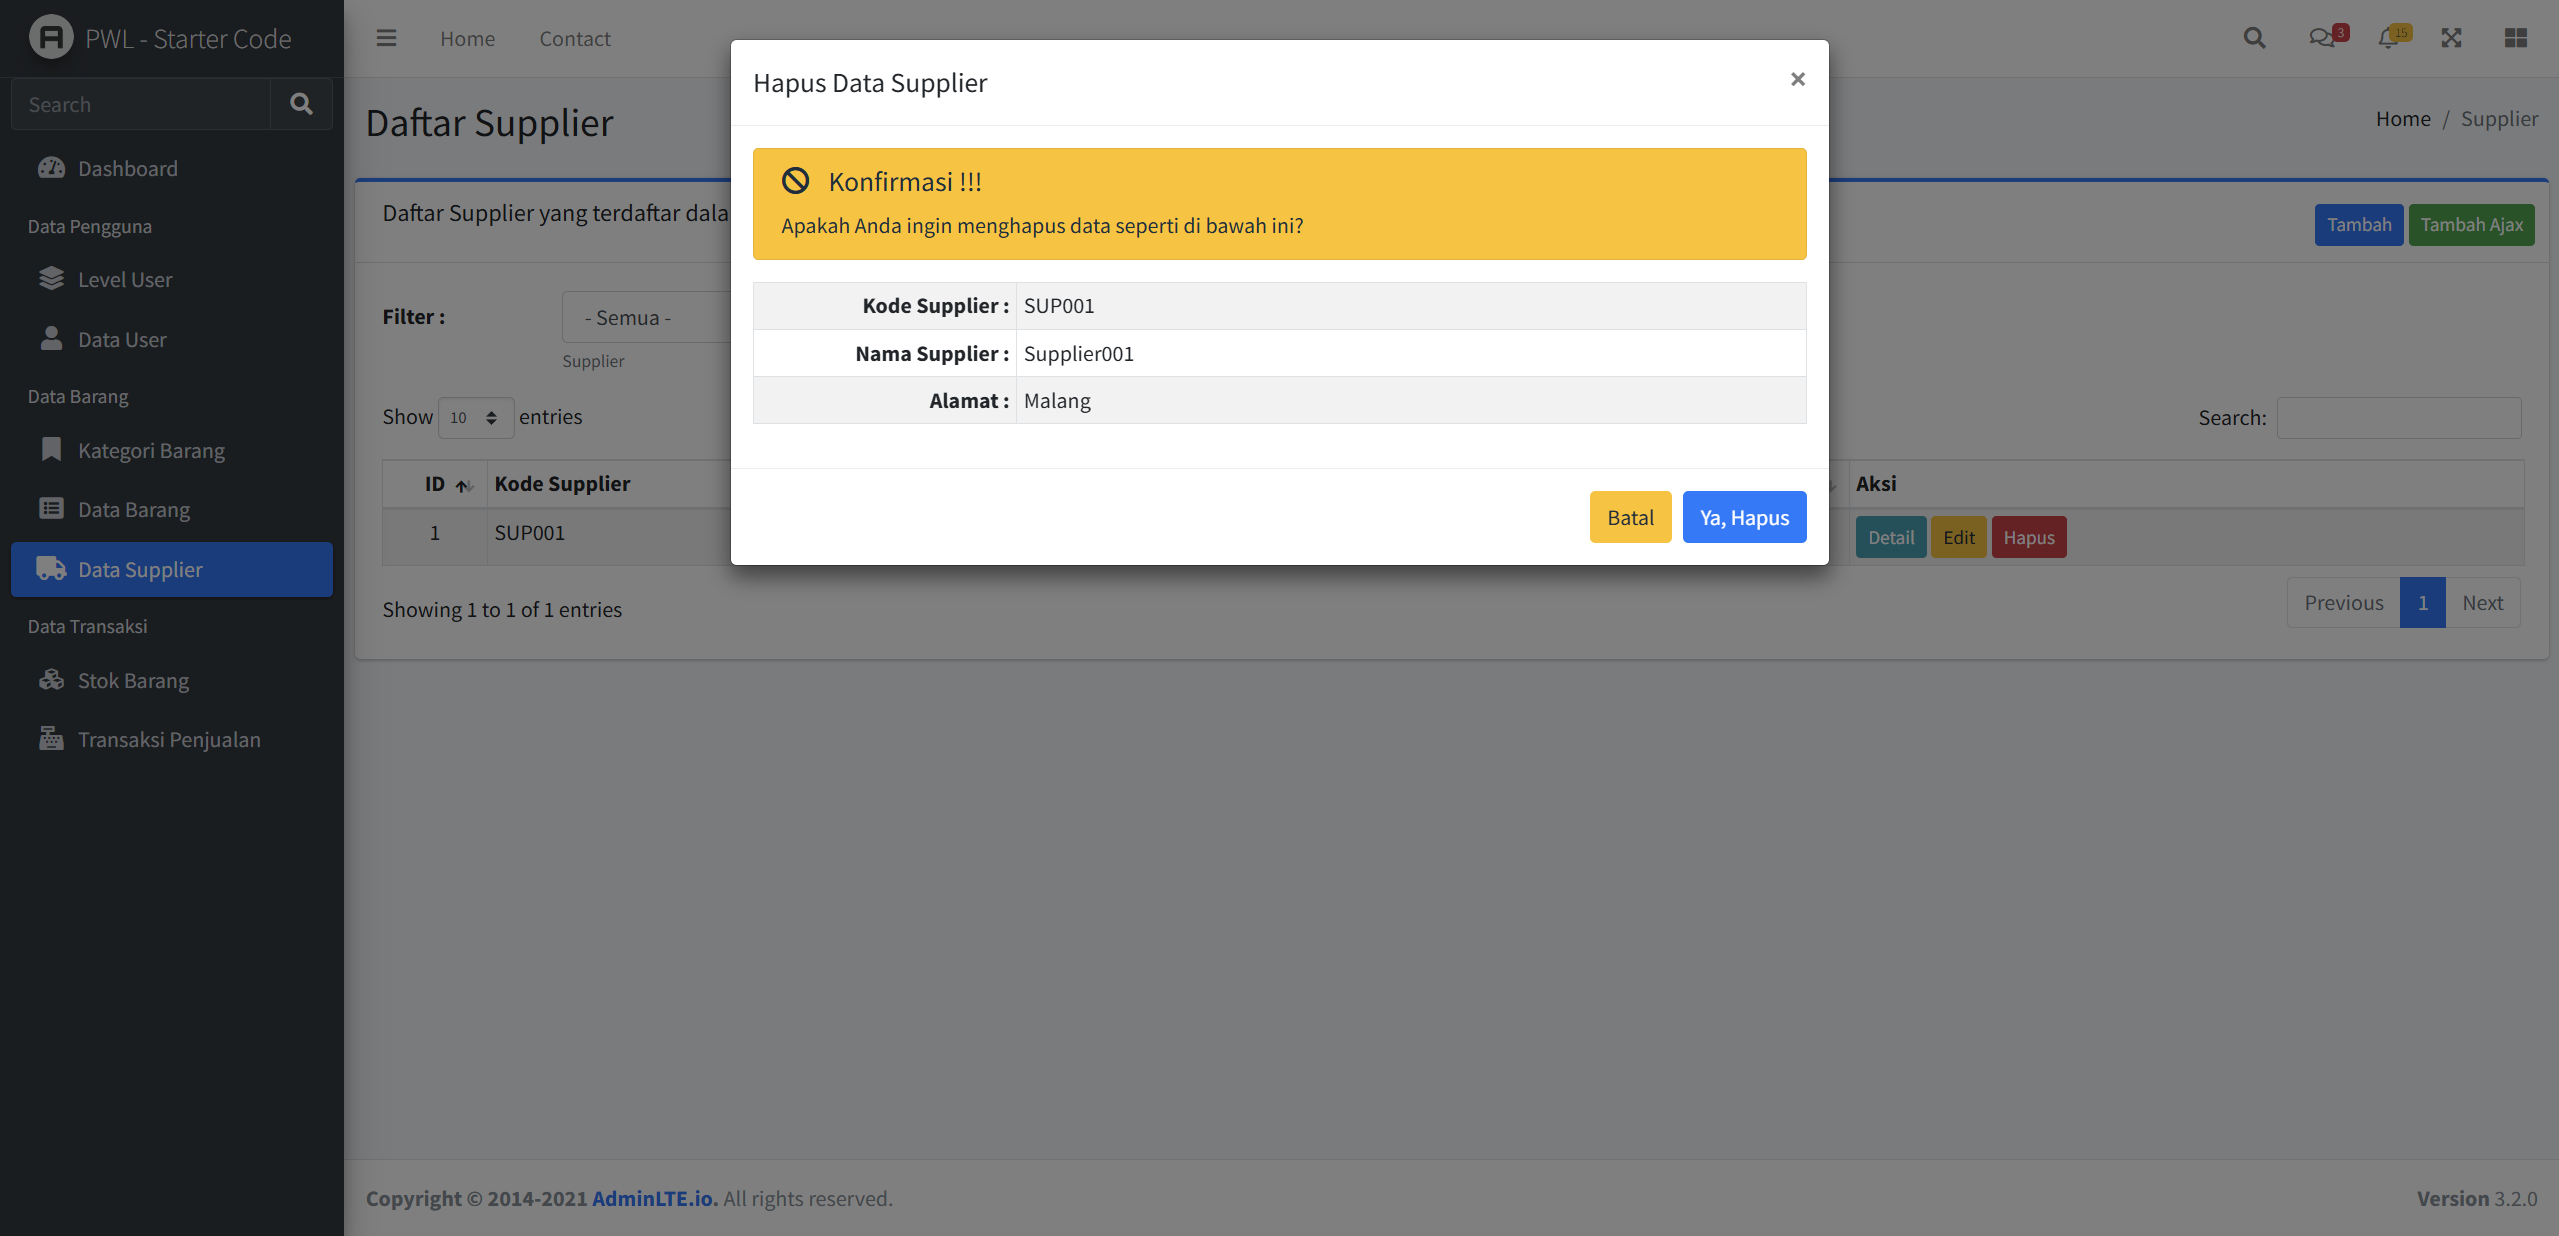 PWL - Starter Code
Search
Dashboard
Data Pengguna
Level User
Data User
Data Barang
Kategori Barang
Data Barang
Data Supplier
Data Transaksi
Stok Barang
Transaksi Penjualan
Home Contact
3 15
Daftar Supplier
Home / Supplier
Daftar Supplier yang terdaftar dala
Tambah Tambah Ajax
Filter :
- Semua -
Supplier
Show 10 entries
Search:
ID Kode Supplier Aksi
1 SUP001 Detail Edit Hapus
Showing 1 to 1 of 1 entries
Previous 1 Next
Hapus Data Supplier ×
Konfirmasi !!!
Apakah Anda ingin menghapus data seperti di bawah ini?
Kode Supplier : SUP001
Nama Supplier : Supplier001
Alamat : Malang
Batal Ya, Hapus
Copyright © 2014-2021 AdminLTE.io. All rights reserved.
Version 3.2.0